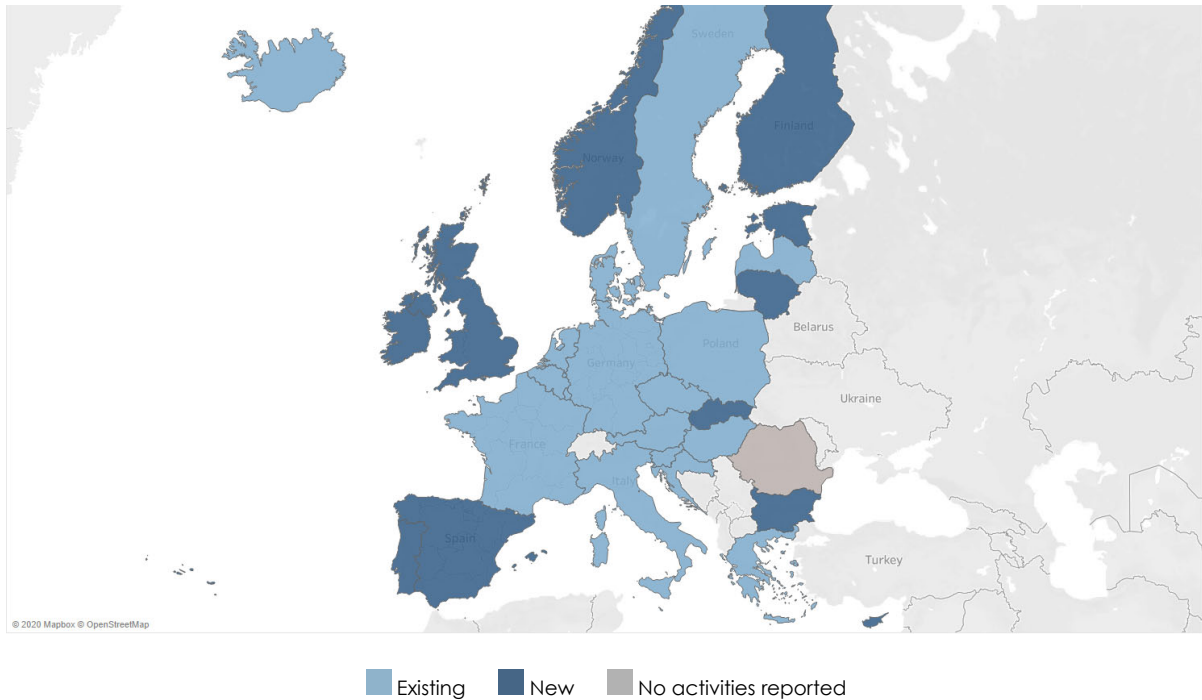 Sweden
Finland
Norway
Belarus
Poland
Germany
Ukraine
France
Italy
Spain
Turkey
© 2020 Mapbox © OpenStreetMap
Existing New No activities reported